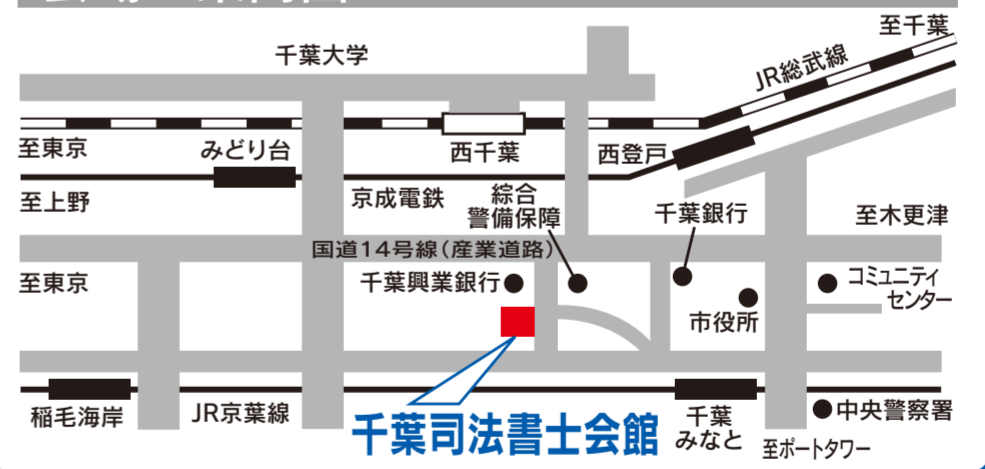 至千葉
千葉大学
JR総武線
至東京
みどり台
西千葉
西登戸
至上野
京成電鉄
綜合
警備保障
千葉銀行
至木更津
国道14号線(産業道路)
至東京
千葉興業銀行
コミュニティ
センター
市役所
稲毛海岸
JR京葉線
千葉司法書士会館
千葉
みなと
中央警察署
至ポートタワー